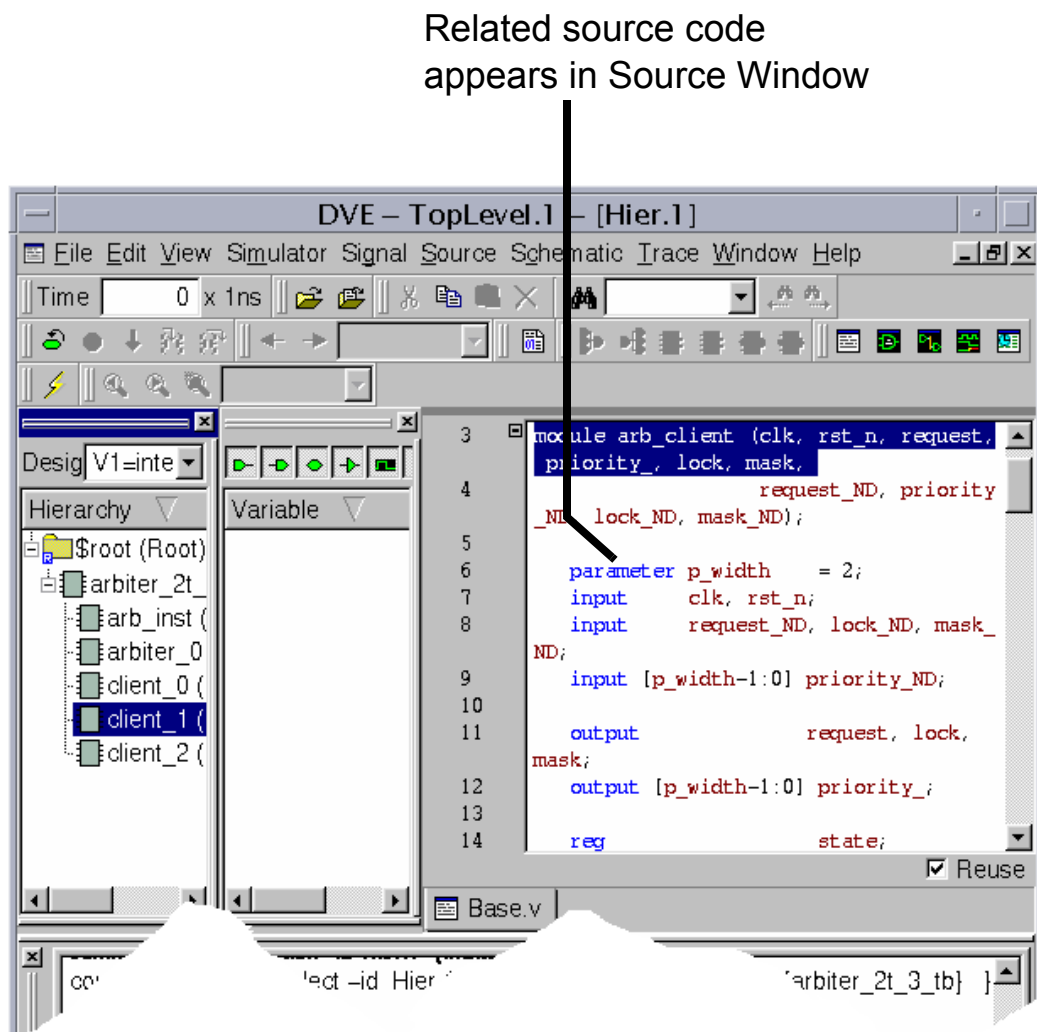 Related source code
appears in Source Window
DVE – TopLevel.1 – [Hier.1]
File Edit View Simulator Signal Source Schematic Trace Window Help
Time 0 x 1ns
Desig V1=inte
Hierarchy Variable
$root (Root)
arbiter_2t_
arb_inst (
arbiter_0
client_0 (
client_1 (
client_2 (
3 module arb_client (clk, rst_n, request,
priority_, lock, mask,
4 request_ND, priority
_ND, lock_ND, mask_ND);
5
6 parameter p_width = 2;
7 input clk, rst_n;
8 input request_ND, lock_ND, mask_
ND;
9 input [p_width-1:0] priority_ND;
10
11 output request, lock,
mask;
12 output [p_width-1:0] priority_;
13
14 reg state;
Reuse
Base.v
lect –id Hier {arbiter_2t_3_tb} }